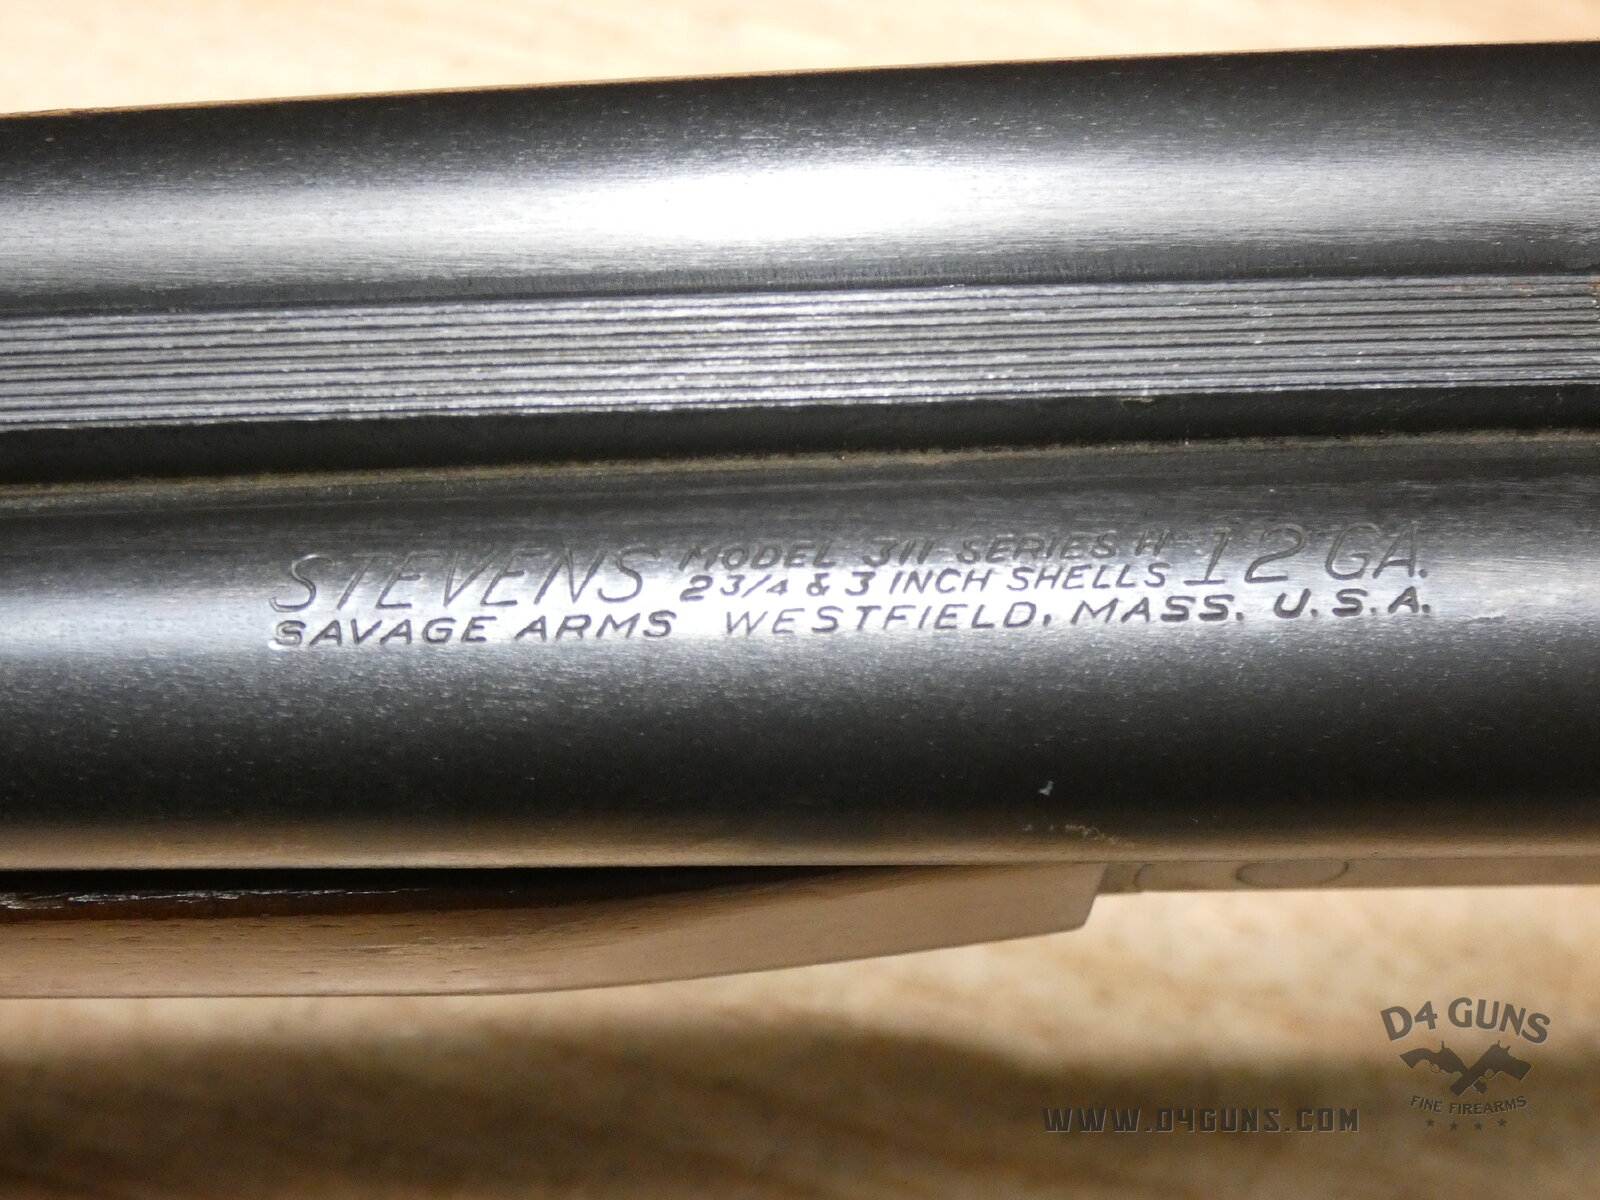 STEVENS MODEL 311 SERIES H 12 GA.
2 3/4 & 3 INCH SHELLS
SAVAGE ARMS WESTFIELD, MASS. U.S.A.
D4 GUNS
FINE FIREARMS
WWW.D4GUNS.COM